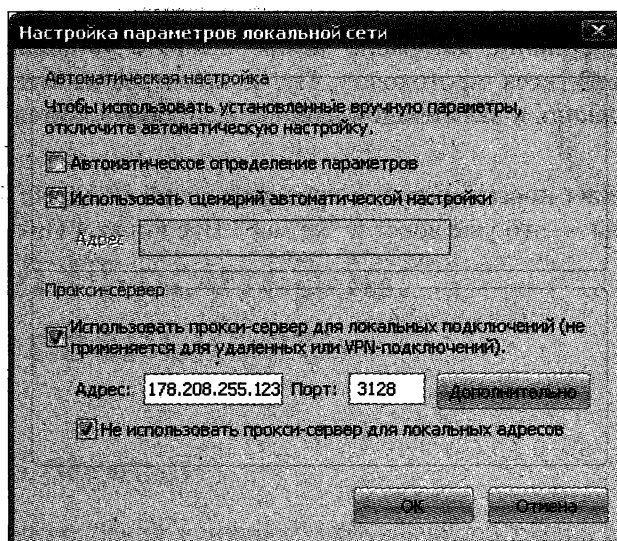 Настройка параметров локальной сети
Автоматическая настройка
Чтобы использовать установленные вручную параметры,
отключите автоматическую настройку.
Автоматическое определение параметров
Использовать сценарий автоматической настройки
Адрес
Прокси-сервер
Использовать прокси-сервер для локальных подключений (не
применяется для удаленных или VPN-подключений).
Адрес: 178.208.255.123 Порт: 3128 Дополнительно
Не использовать прокси-сервер для локальных адресов
ОК Отмена